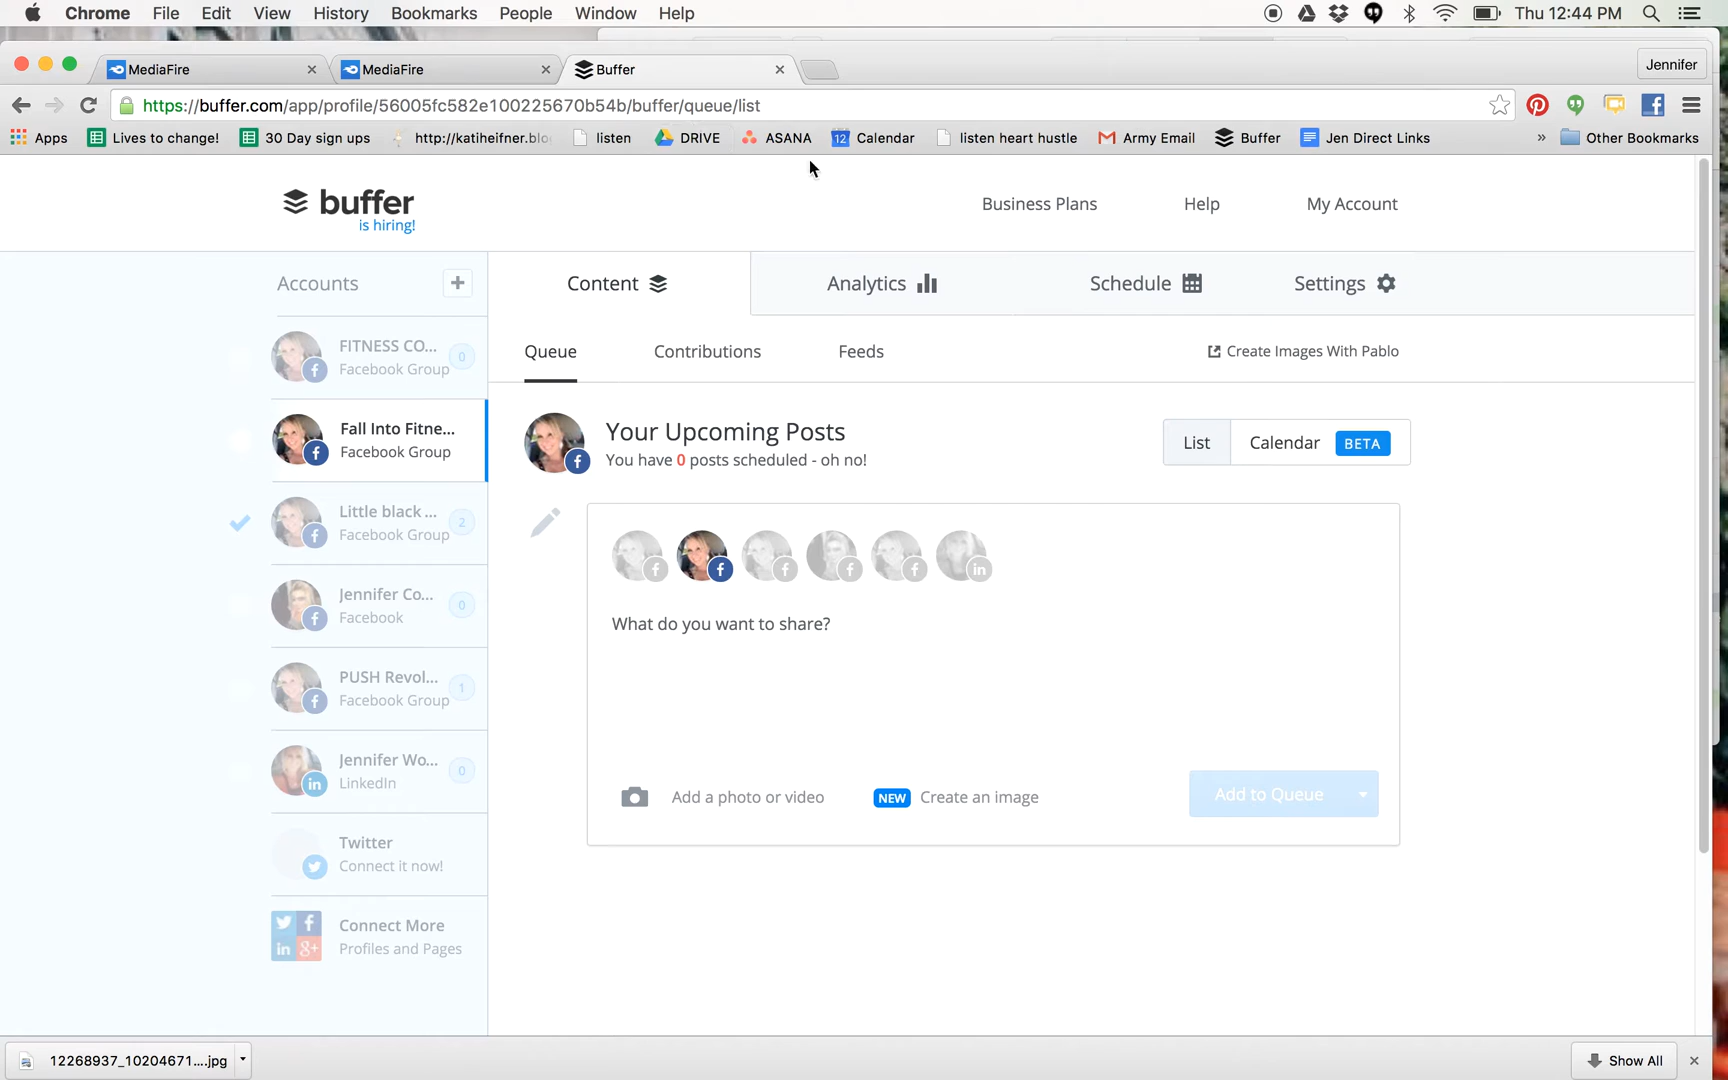 Chrome File Edit View History Bookmarks People Window Help Thu 12:44 PM
MediaFire MediaFire Buffer Jennifer
https://buffer.com/app/profile/56005fc582e100225670b54b/buffer/queue/list
Apps Lives to change! 30 Day sign ups http://katiheifner.blo listen DRIVE ASANA 12 Calendar listen heart hustle Army Email Buffer Jen Direct Links » Other Bookmarks
buffer
is hiring!
Business Plans Help My Account
Accounts + Content Analytics Schedule Settings
FITNESS CO... 0
Facebook Group
Fall Into Fitne...
Facebook Group
Little black ... 2
Facebook Group
Jennifer Co... 0
Facebook
PUSH Revol... 1
Facebook Group
Jennifer Wo... 0
LinkedIn
Twitter
Connect it now!
Connect More
Profiles and Pages
Queue Contributions Feeds Create Images With Pablo
Your Upcoming Posts
You have 0 posts scheduled - oh no!
List Calendar BETA
What do you want to share?
Add a photo or video NEW Create an image Add to Queue
12268937_10204671....jpg Show All